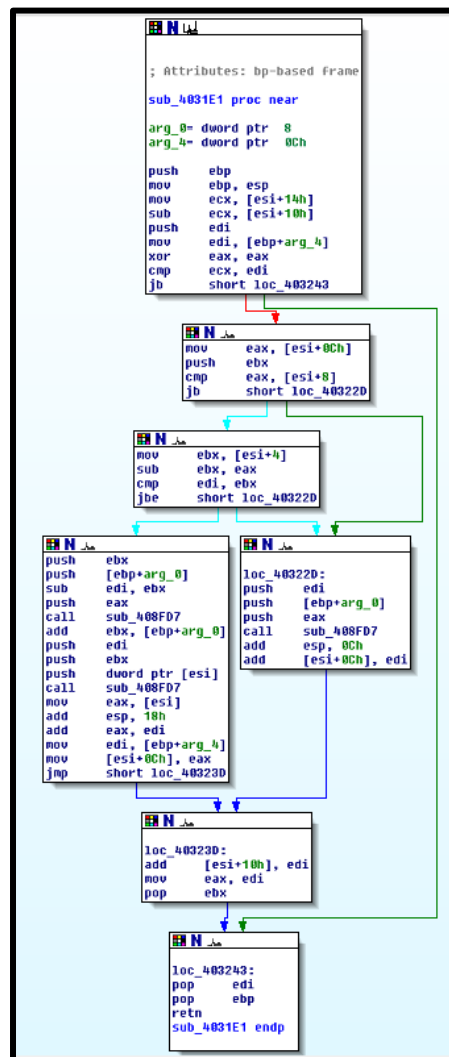 ; Attributes: bp-based frame
sub_4031E1 proc near
arg_0= dword ptr  8
arg_4= dword ptr  0Ch
push    ebp
mov     ebp, esp
mov     ecx, [esi+14h]
sub     ecx, [esi+10h]
push    edi
mov     edi, [ebp+arg_4]
xor     eax, eax
cmp     ecx, edi
jb      short loc_403243
mov     eax, [esi+0Ch]
push    ebx
cmp     eax, [esi+8]
jb      short loc_40322D
mov     ebx, [esi+4]
sub     ebx, eax
cmp     edi, ebx
jbe     short loc_40322D
push    ebx
push    [ebp+arg_0]
sub     edi, ebx
push    eax
call    sub_408FD7
add     ebx, [ebp+arg_0]
push    edi
push    ebx
push    dword ptr [esi]
call    sub_408FD7
mov     eax, [esi]
add     esp, 18h
add     eax, edi
mov     edi, [ebp+arg_4]
mov     [esi+0Ch], eax
jmp     short loc_40323D
loc_40322D:
push    edi
push    [ebp+arg_0]
push    eax
call    sub_408FD7
add     esp, 0Ch
add     [esi+0Ch], edi
loc_40323D:
add     [esi+10h], edi
mov     eax, edi
pop     ebx
loc_403243:
pop     edi
pop     ebp
retn
sub_4031E1 endp